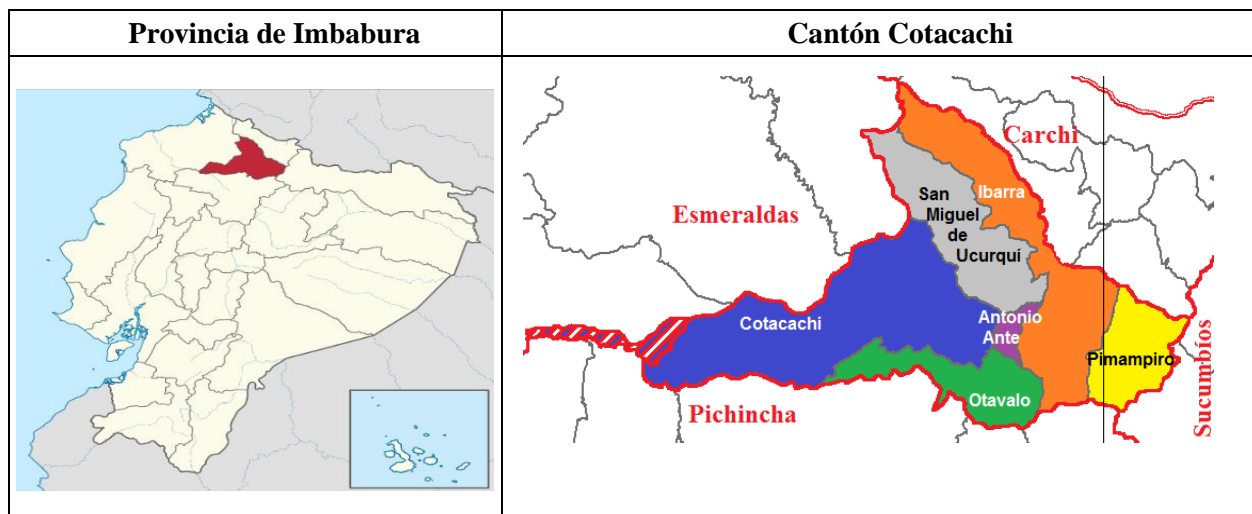 Provincia de Imbabura
Cantón Cotacachi
Carchi
Ibarra
San
Miguel
de
Ucurquí
Esmeraldas
Cotacachi
Antonio
Ante
Pimampiro
Otavalo
Pichincha
Sucumbíos